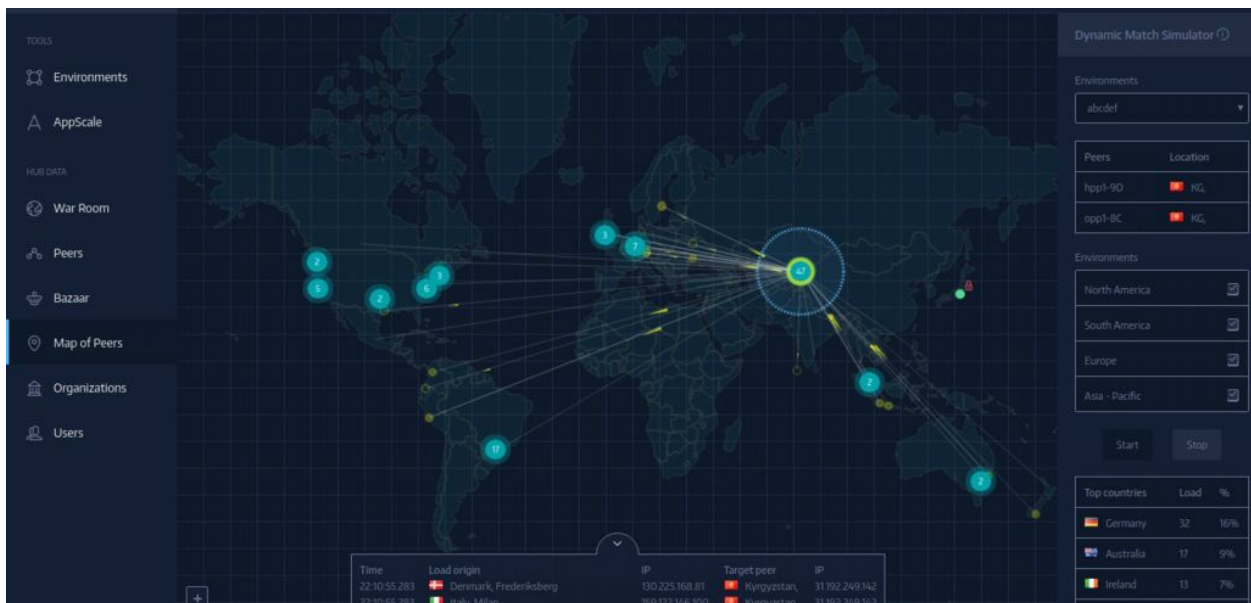 TOOLS
Environments
AppScale
HUB DATA
War Room
Peers
Bazaar
Map of Peers
Organizations
Users
2
5
2
3
6
17
3
7
47
2
2
8
+
Time Load origin IP Target peer IP
22:10:55.283 Denmark, Frederiksberg 130.225.168.81 Kyrgyzstan, 31.192.249.142
Dynamic Match Simulator
Environments
abcdef
Peers Location
hpp1-9D KG,
opp1-8C KG,
Environments
North America
South America
Europe
Asia - Pacific
Start Stop
Top countries Load %
Germany 32 16%
Australia 17 9%
Ireland 13 7%